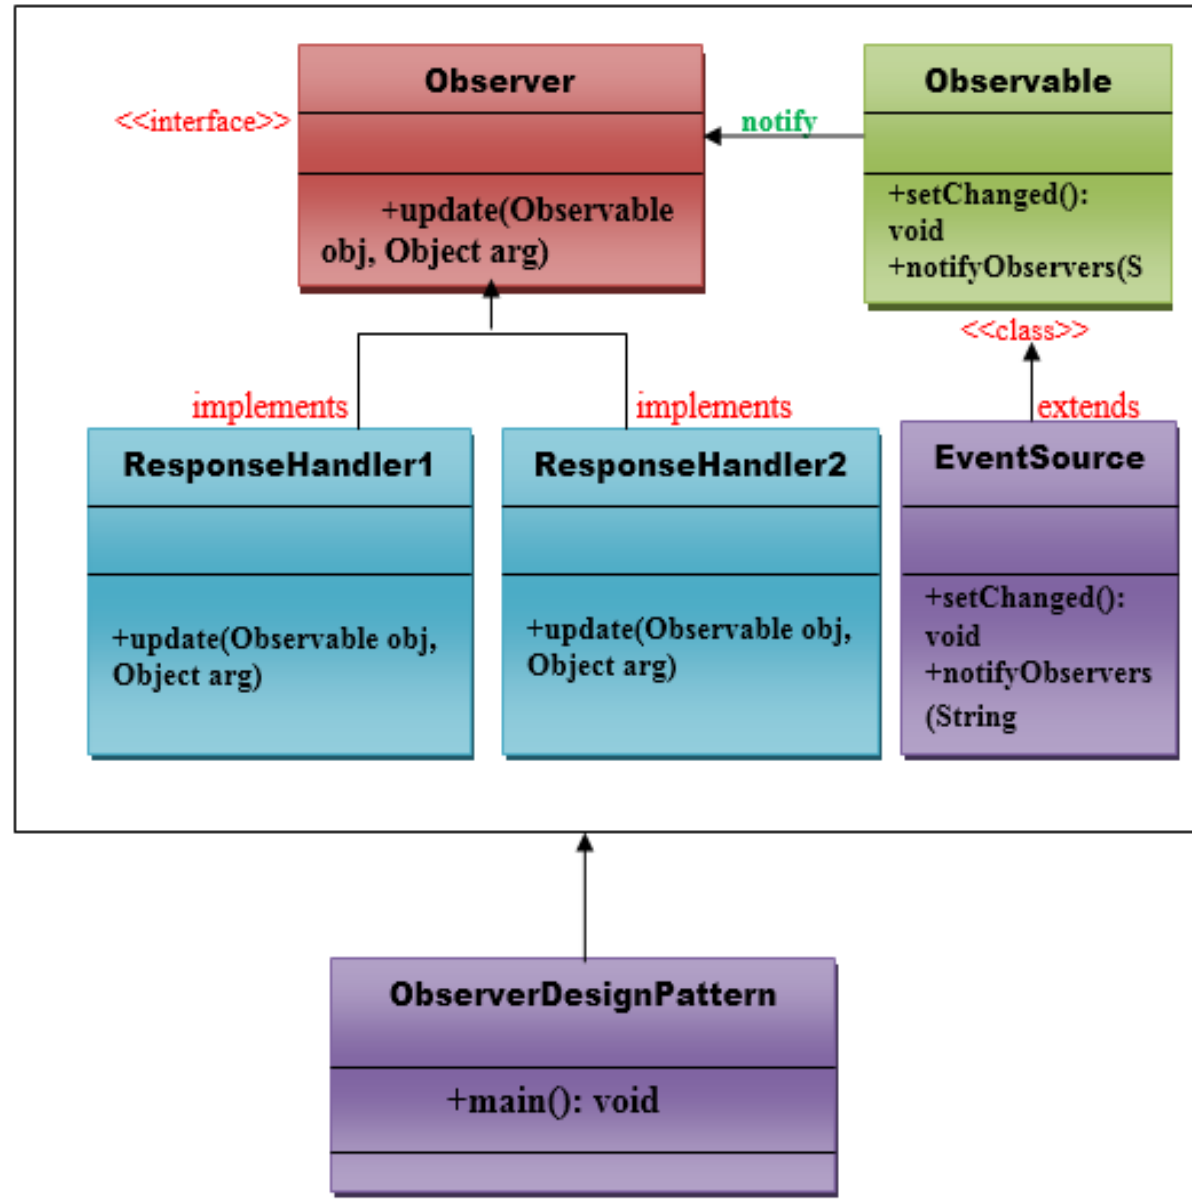 Observer
<<interface>>
+update(Observable
obj, Object arg)
notify
Observable
+setChanged():
void
+notifyObservers(S
<<class>>
implements
implements
extends
ResponseHandler1
+update(Observable obj,
Object arg)
ResponseHandler2
+update(Observable obj,
Object arg)
EventSource
+setChanged():
void
+notifyObservers
(String
ObserverDesignPattern
+main(): void